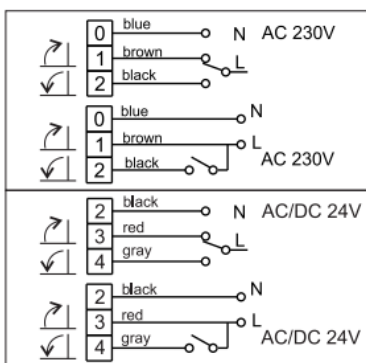 0 blue N AC 230V
1 brown L
2 black
0 blue N
1 brown L
2 black AC 230V
2 black N AC/DC 24V
3 red L
4 gray
2 black N
3 red L
4 gray AC/DC 24V